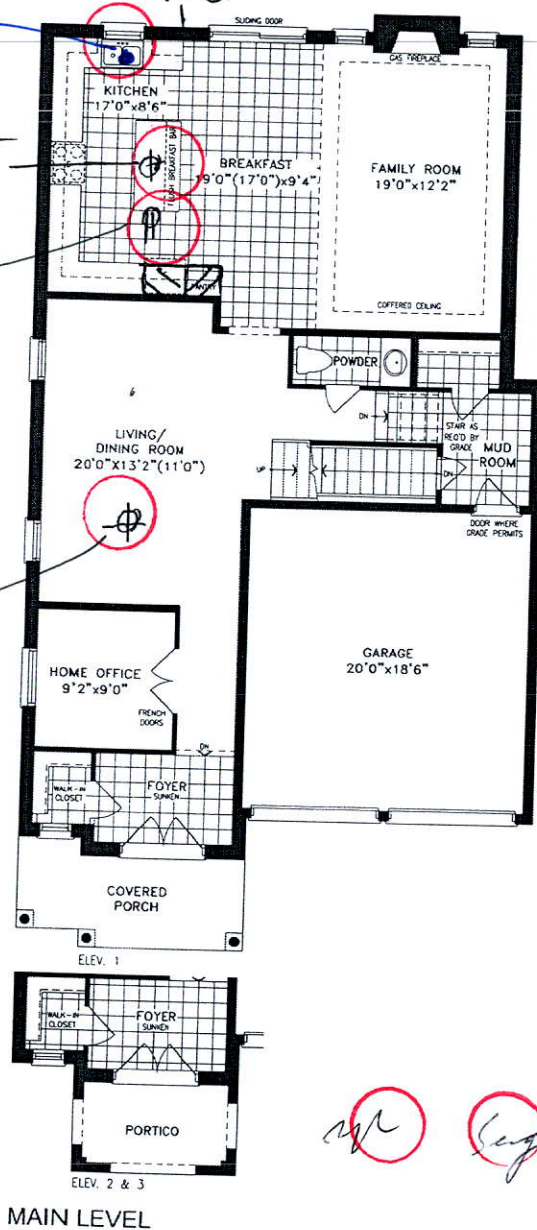 SLIDING DOOR
GAS FIREPLACE
KITCHEN
17'0"x8'6"
FLUSH BREAKFAST BAR
BREAKFAST
19'0"(17'0")x9'4"
FAMILY ROOM
19'0"x12'2"
PANTRY
COFFERED CEILING
POWDER
DN
STAIR AS
REQ'D BY
GRADE
MUD
ROOM
LIVING/
DINING ROOM
20'0"X13'2"(11'0")
UP
DN
DOOR WHERE
GRADE PERMITS
GARAGE
20'0"x18'6"
HOME OFFICE
9'2"x9'0"
FRENCH
DOORS
DN
WALK-IN
CLOSET
FOYER
SUNKEN
COVERED
PORCH
ELEV. 1
WALK-IN
CLOSET
FOYER
SUNKEN
PORTICO
ELEV. 2 & 3
MAIN LEVEL